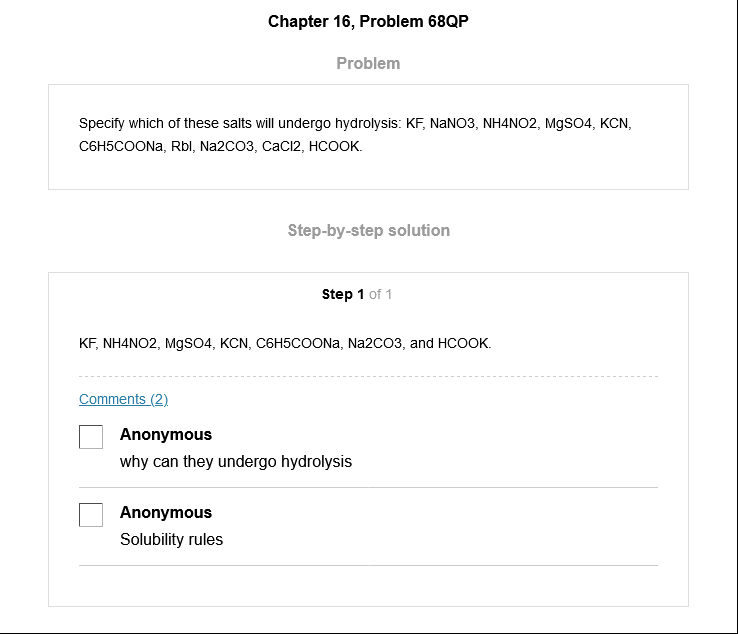 Chapter 16, Problem 68QP
Problem
Specify which of these salts will undergo hydrolysis: KF, NaNO3, NH4NO2, MgSO4, KCN,
C6H5COONa, RbI, Na2CO3, CaCl2, HCOOK.
Step-by-step solution
Step 1 of 1
KF, NH4NO2, MgSO4, KCN, C6H5COONa, Na2CO3, and HCOOK.
Comments (2)
Anonymous
why can they undergo hydrolysis
Anonymous
Solubility rules